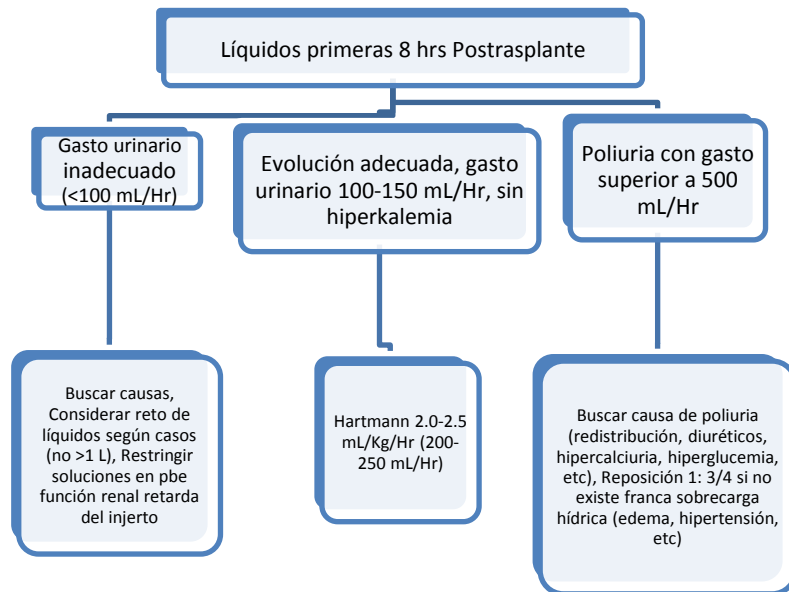 Líquidos primeras 8 hrs Postrasplante
Gasto urinario
inadecuado
(<100 mL/Hr)
Evolución adecuada, gasto
urinario 100-150 mL/Hr, sin
hiperkalemia
Poliuria con gasto
superior a 500
mL/Hr
Buscar causas,
Considerar reto de
líquidos según casos
(no >1 L), Restringir
soluciones en pbe
función renal retarda
del injerto
Hartmann 2.0-2.5
mL/Kg/Hr (200-
250 mL/Hr)
Buscar causa de poliuria
(redistribución, diuréticos,
hipercalciuria, hiperglucemia,
etc), Reposición 1: 3/4 si no
existe franca sobrecarga
hídrica (edema, hipertensión,
etc)